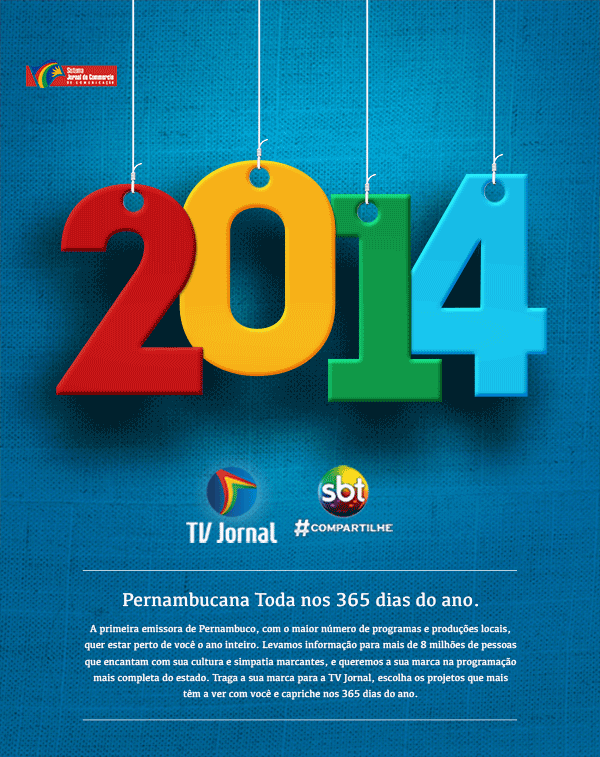 Sistema
Jornal do Commercio
DE COMUNICAÇÃO
2014
TV Jornal
sbt
#COMPARTILHE
Pernambucana Toda nos 365 dias do ano.
A primeira emissora de Pernambuco, com o maior número de programas e produções locais,
quer estar perto de você o ano inteiro. Levamos informação para mais de 8 milhões de pessoas
que encantam com sua cultura e simpatia marcantes, e queremos a sua marca na programação
mais completa do estado. Traga a sua marca para a TV Jornal, escolha os projetos que mais
têm a ver com você e capriche nos 365 dias do ano.